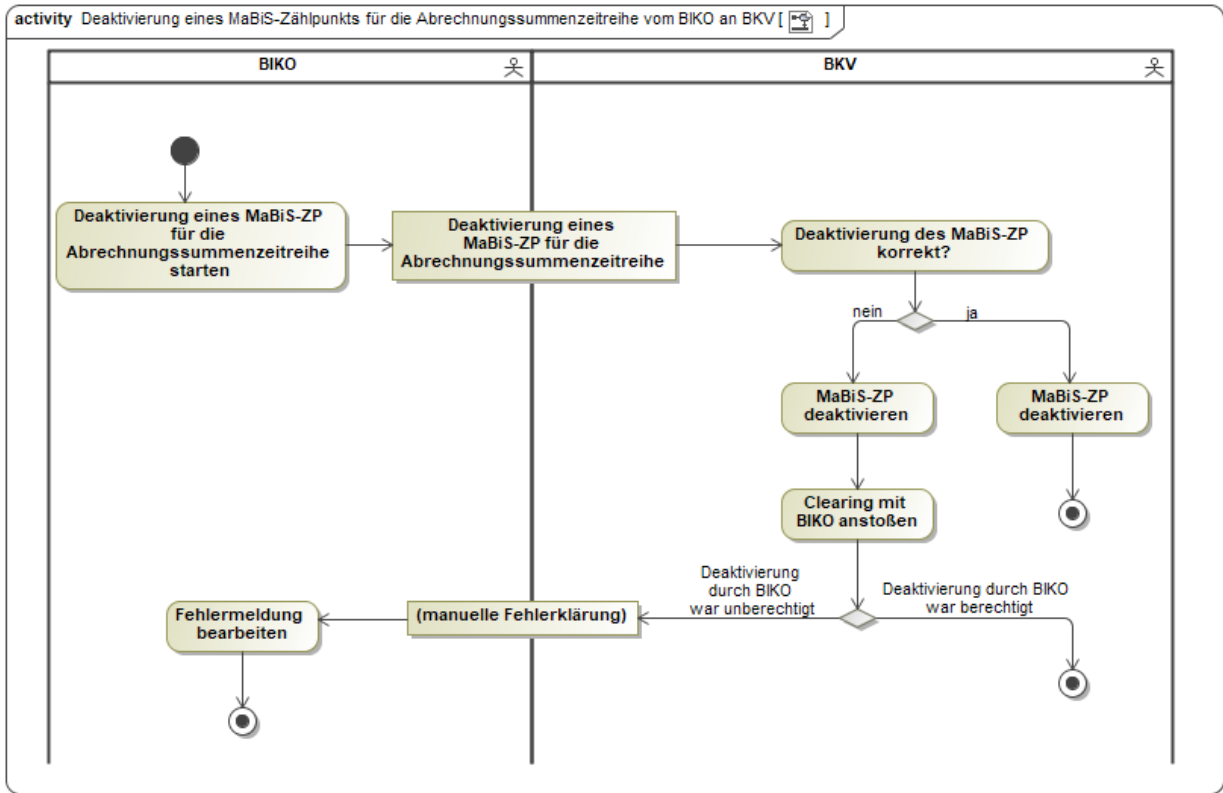 activity Deaktivierung eines MaBiS-Zählpunkts für die Abrechnungssummenzeitreihe vom BIKO an BKV [ ]
BIKO
BKV
Deaktivierung eines MaBiS-ZP
für die
Abrechnungssummenzeitreihe
starten
Deaktivierung eines
MaBiS-ZP für die
Abrechnungssummenzeitreihe
Deaktivierung des MaBiS-ZP
korrekt?
nein
ja
MaBiS-ZP
deaktivieren
MaBiS-ZP
deaktivieren
Clearing mit
BIKO anstoßen
Deaktivierung
durch BIKO
war unberechtigt
Deaktivierung durch BIKO
war berechtigt
(manuelle Fehlerklärung)
Fehlermeldung
bearbeiten